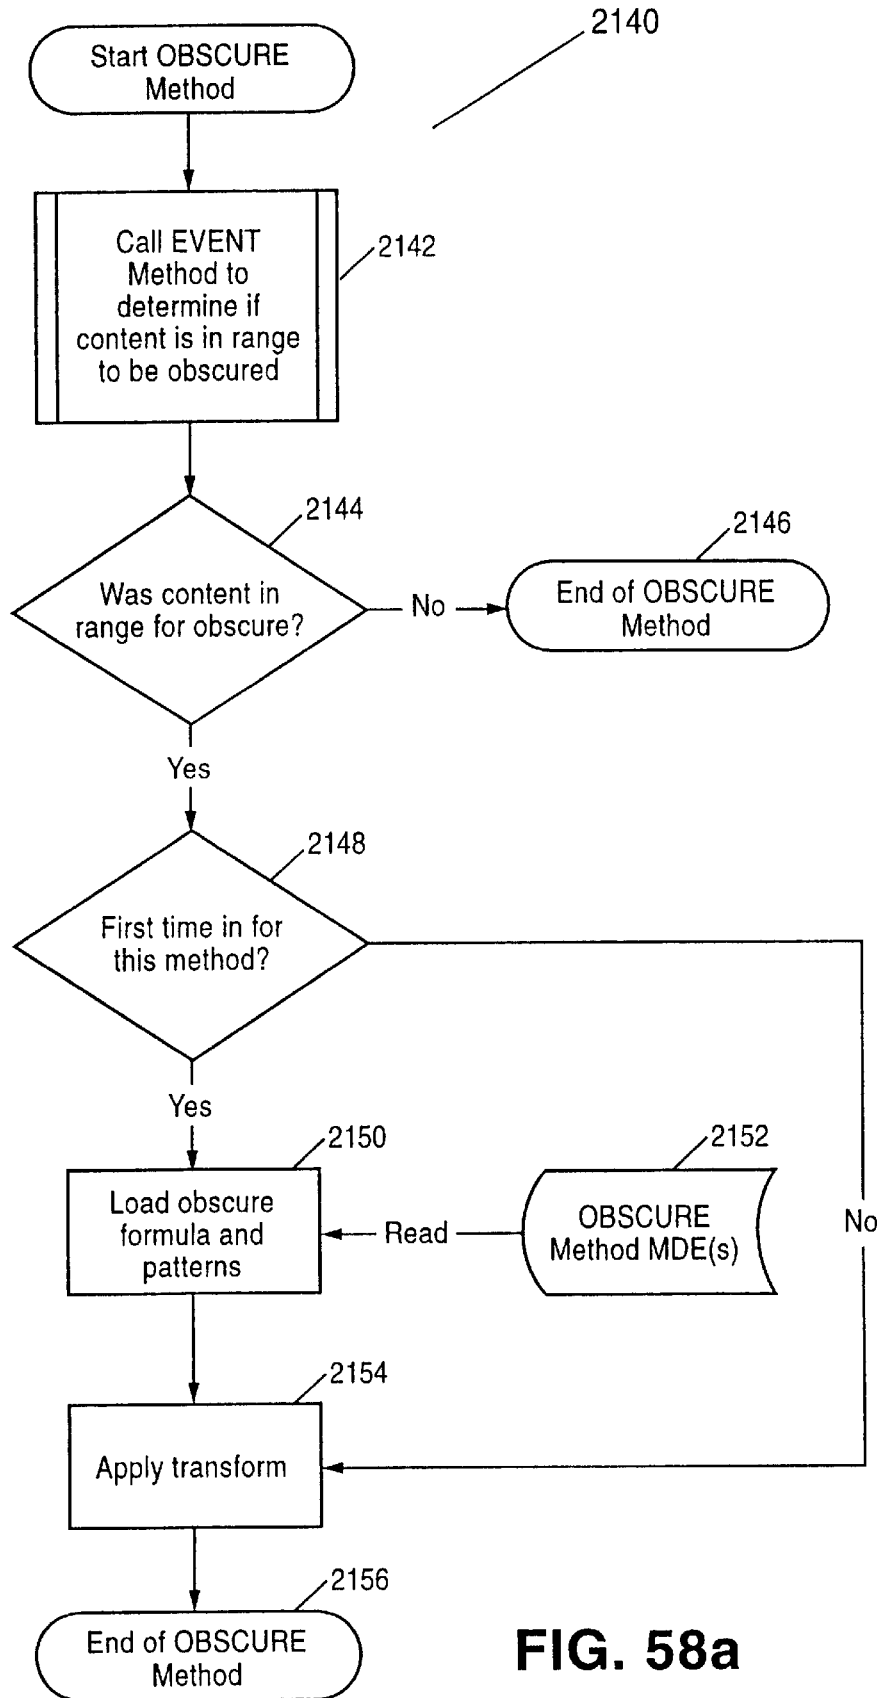 2140
Start OBSCURE
Method
Call EVENT
Method to
determine if
content is in range
to be obscured
2142
2144
Was content in
range for obscure?
No
2146
End of OBSCURE
Method
Yes
2148
First time in for
this method?
Yes
No
2150
Load obscure
formula and
patterns
Read
2152
OBSCURE
Method MDE(s)
2154
Apply transform
2156
End of OBSCURE
Method
FIG. 58a